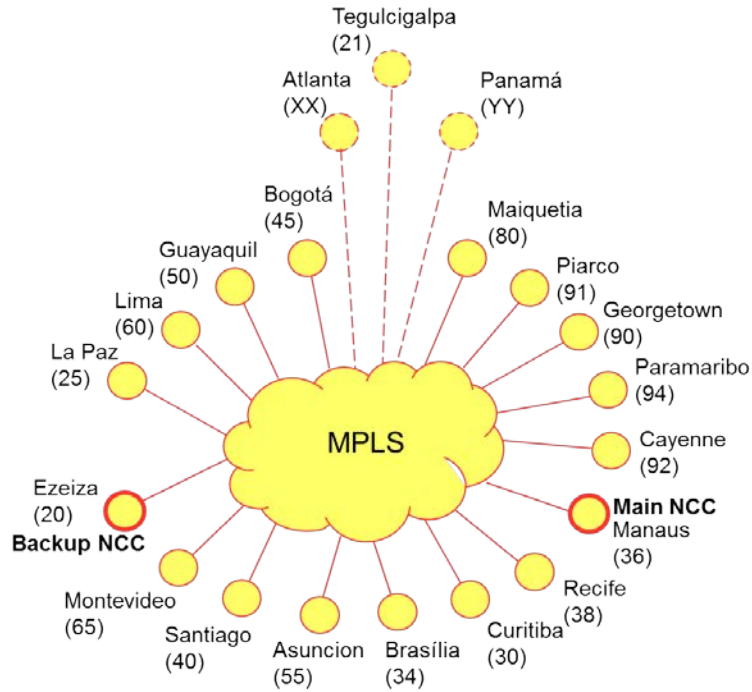 Tegulcigalpa
(21)
Atlanta
(XX)
Panamá
(YY)
Bogotá
(45)
Maiquetia
(80)
Guayaquil
(50)
Piarco
(91)
Lima
(60)
Georgetown
(90)
La Paz
(25)
Paramaribo
(94)
MPLS
Cayenne
(92)
Ezeiza
(20)
Backup NCC
Main NCC
Manaus
(36)
Montevideo
(65)
Recife
(38)
Santiago
(40)
Asuncion
(55)
Brasília
(34)
Curitiba
(30)